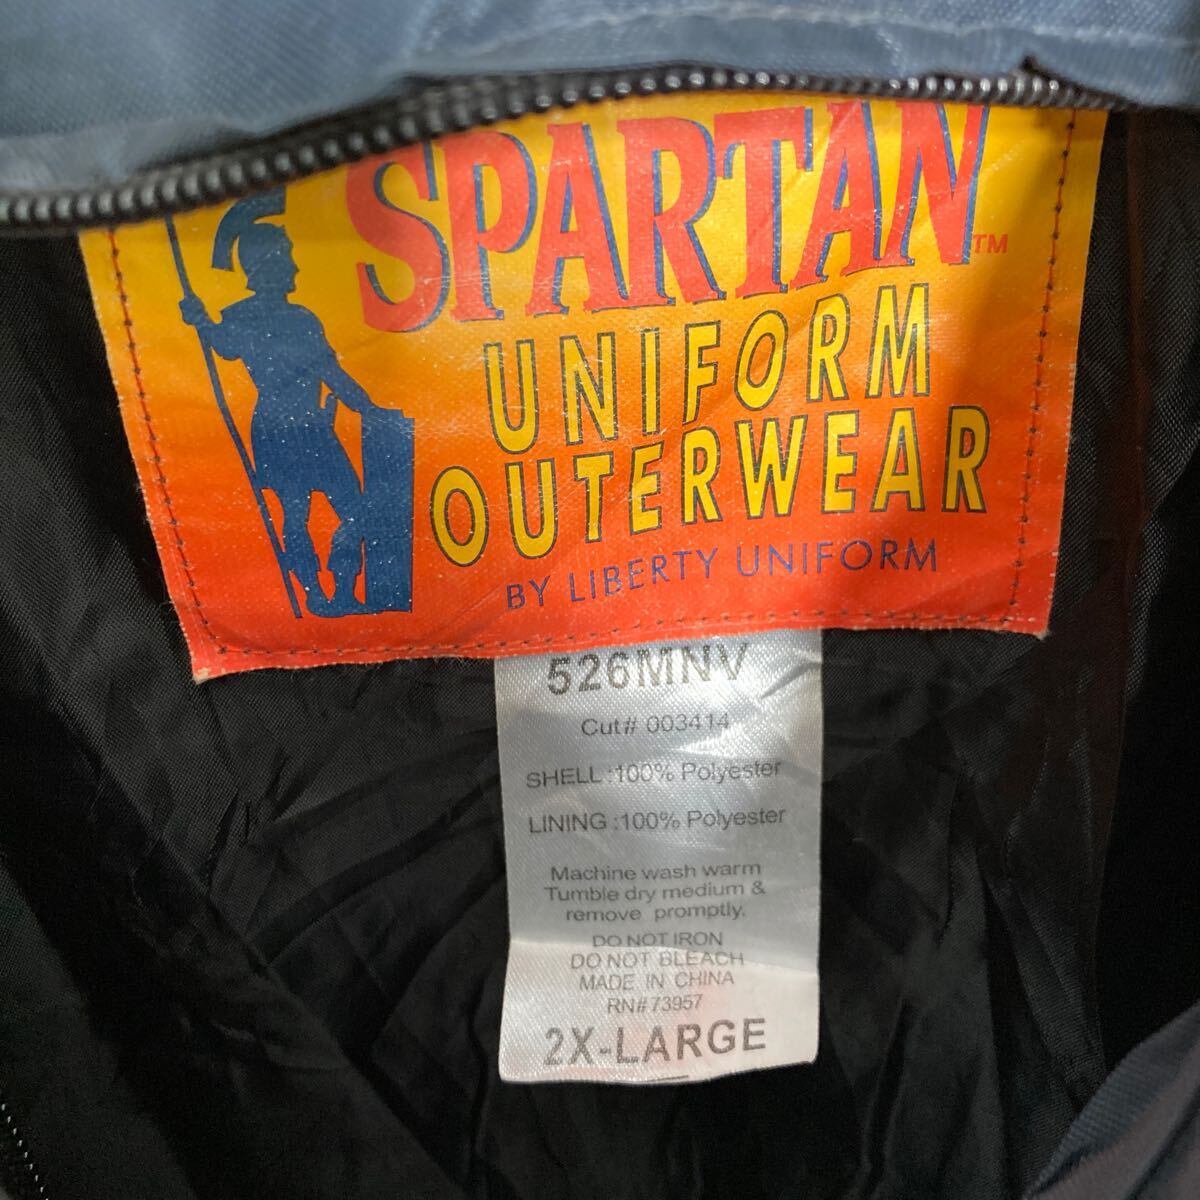 SPARTAN™
UNIFORM
OUTERWEAR
BY LIBERTY UNIFORM
526MNV
Cut# 003414
SHELL :100% Polyester
LINING :100% Polyester
Machine wash warm
Tumble dry medium &
remove promptly.
DO NOT IRON
DO NOT BLEACH
MADE IN CHINA
RN# 73957
2X-LARGE